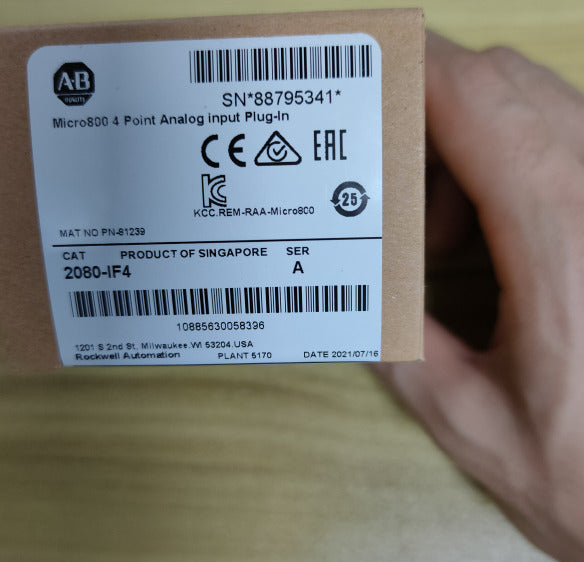 A-B
QUALITY
SN*88795341*
Micro800 4 Point Analog input Plug-In
CE
EAC
KC
KCC.REM-RAA-Micro800
25
MAT NO PN-81239
CAT PRODUCT OF SINGAPORE SER
2080-IF4 A
10885630058396
1201 S 2nd St. Milwaukee.WI 53204.USA
Rockwell Automation PLANT 5170 DATE 2021/07/16